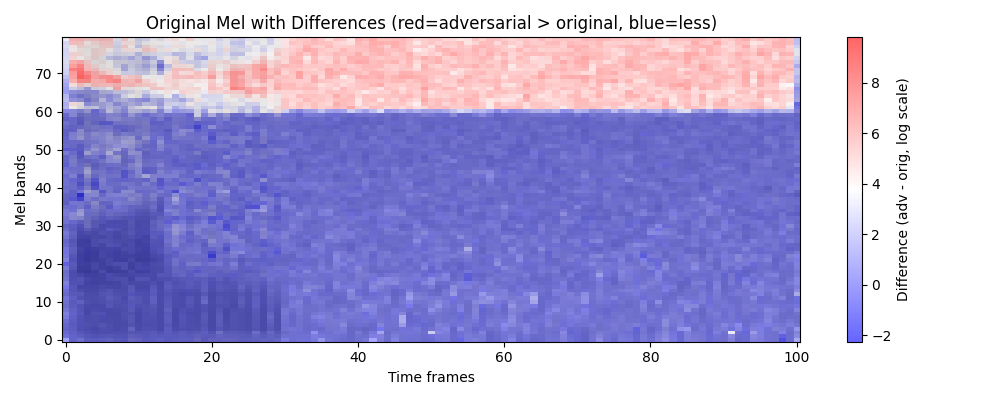 Original Mel with Differences (red=adversarial > original, blue=less)
Mel bands
70
60
50
40
30
20
10
0
0 20 40 60 80 100
Time frames
8
6
4
2
0
−2
Difference (adv - orig, log scale)